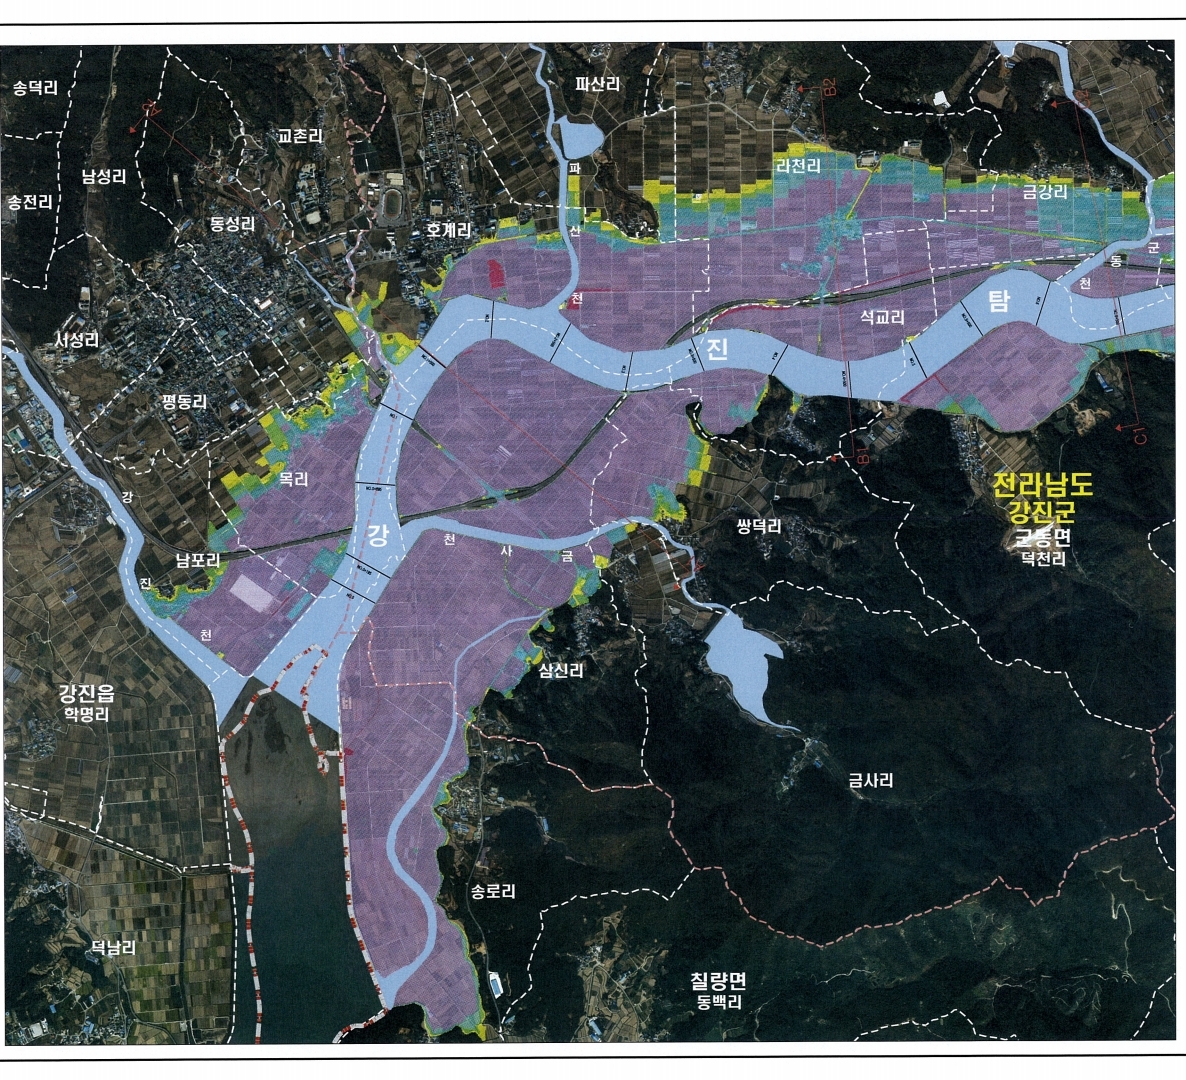 송덕리
파산리
B2
교촌리
파
라천리
남성리
금강리
송전리
동성리
호계리
산
군
동
천
천
탐
석교리
서성리
진
평동리
B1
C1
목리
전라남도
강진군
강
군동면
쌍덕리
강
천
사
금
덕천리
남포리
진
천
삼신리
강진읍
학명리
금사리
송로리
덕남리
칠량면
동백리